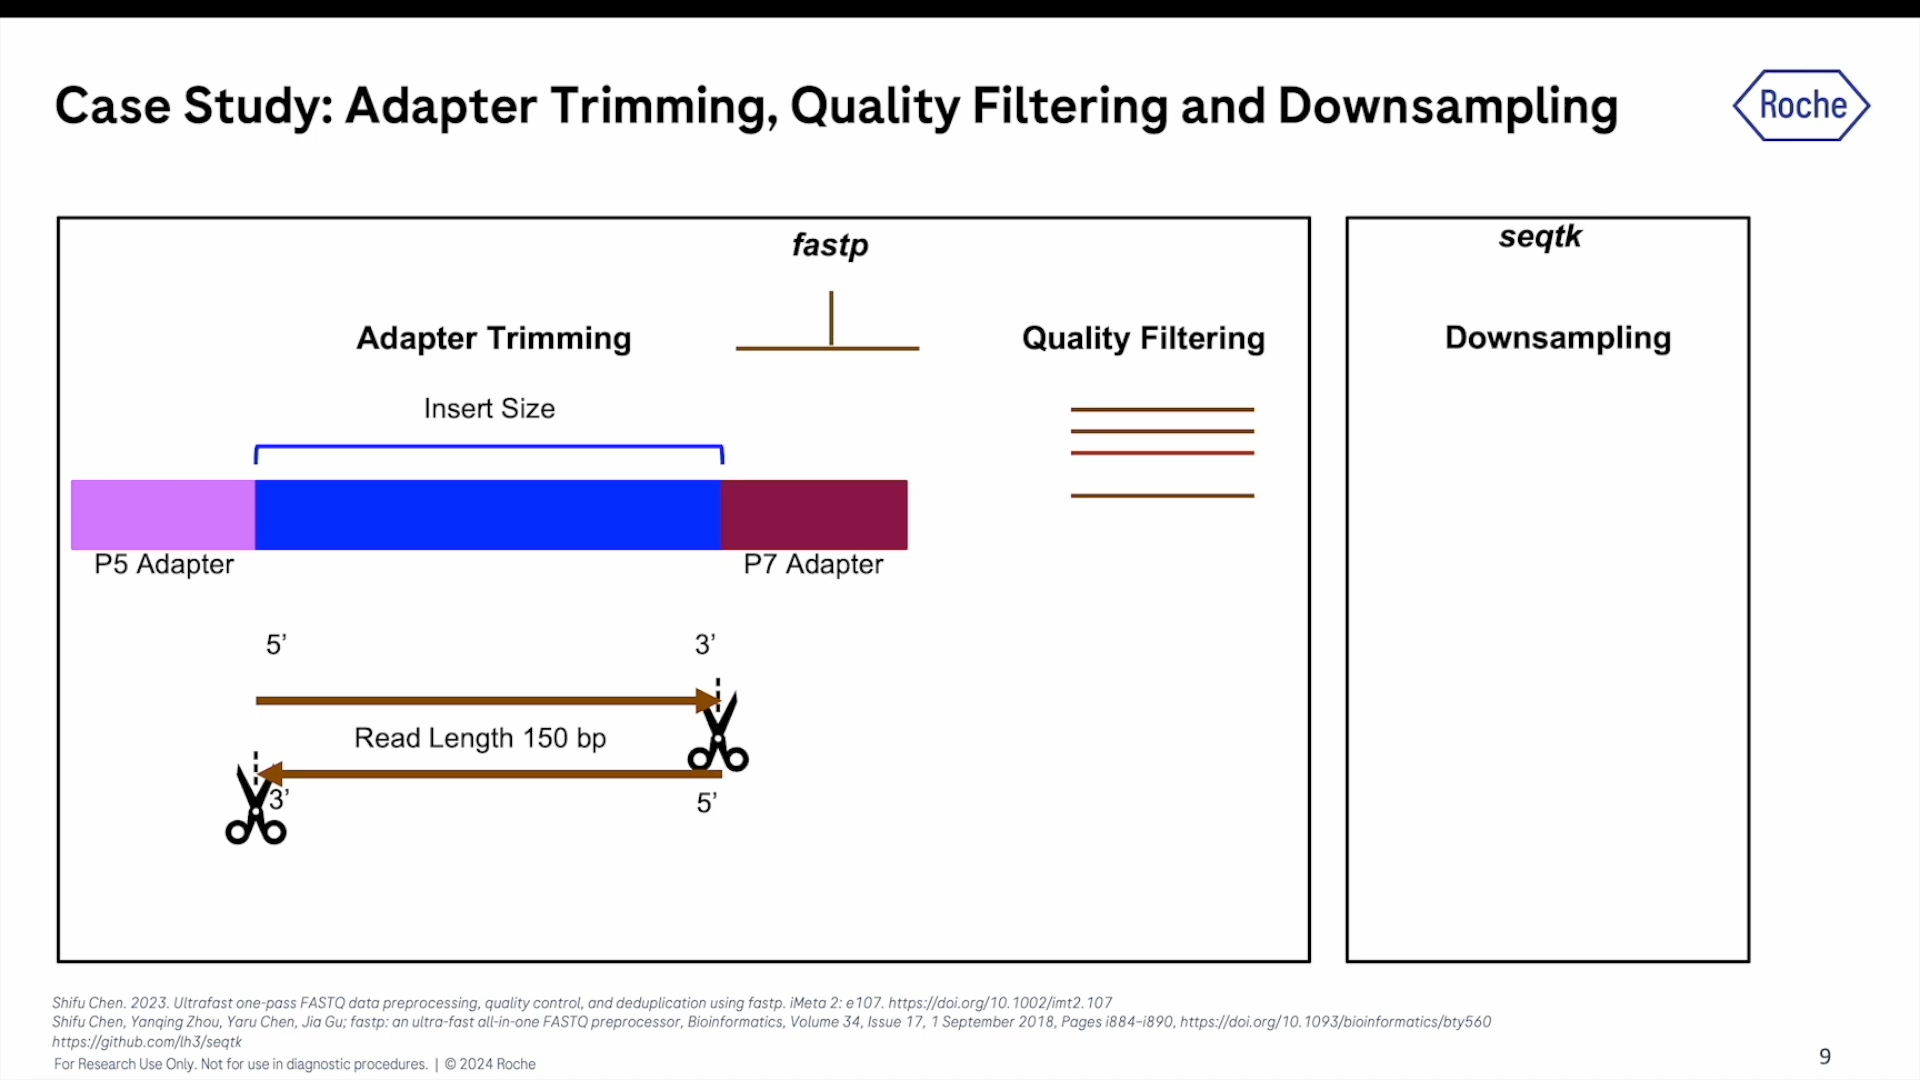 Case Study: Adapter Trimming, Quality Filtering and Downsampling
Roche
fastp
seqtk
Adapter Trimming
Quality Filtering
Downsampling
Insert Size
P5 Adapter
P7 Adapter
5’
3’
Read Length 150 bp
3’
5’
Shifu Chen. 2023. Ultrafast one-pass FASTQ data preprocessing, quality control, and deduplication using fastp. iMeta 2: e107. https://doi.org/10.1002/imt2.107
Shifu Chen, Yanqing Zhou, Yaru Chen, Jia Gu; fastp: an ultra-fast all-in-one FASTQ preprocessor, Bioinformatics, Volume 34, Issue 17, 1 September 2018, Pages i884–i890, https://doi.org/10.1093/bioinformatics/bty560
https://github.com/lh3/seqtk
For Research Use Only. Not for use in diagnostic procedures. | © 2024 Roche
9